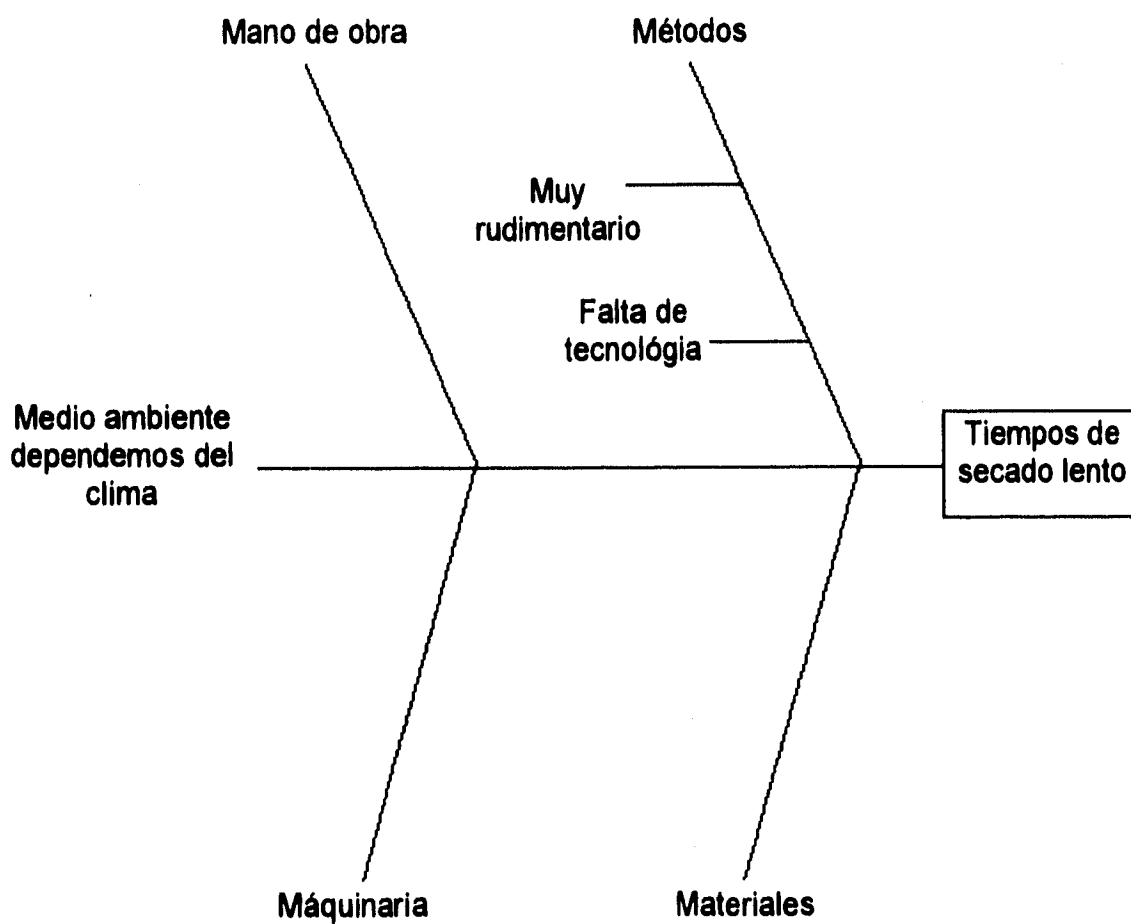 Mano de obra
Métodos
Muy
rudimentario
Falta de
tecnológia
Medio ambiente
dependemos del
clíma
Tiempos de
secado lento
Máquinaria
Materiales